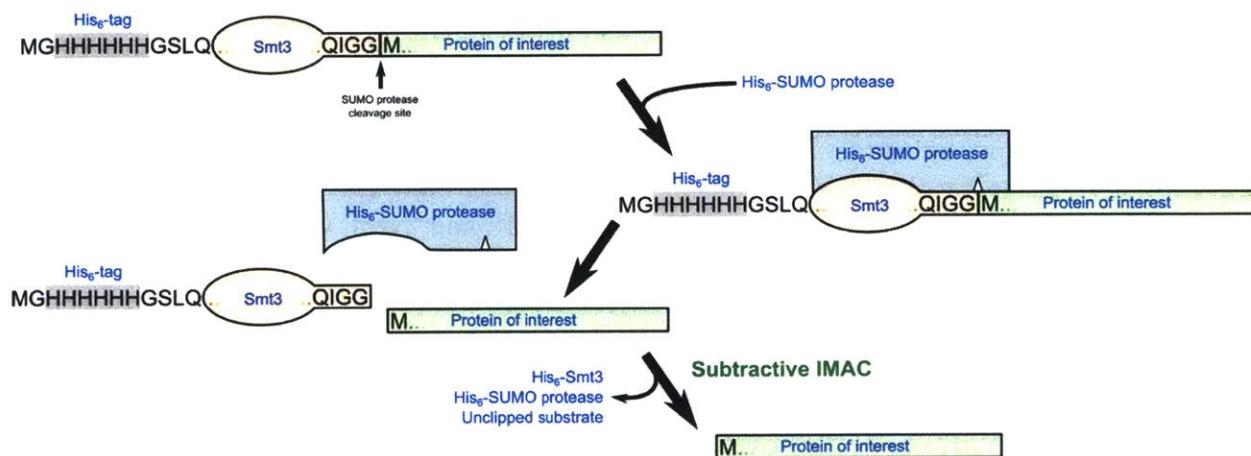 His6-tag
MGHHHHHHGSLQ.. Smt3 ..QIGG M.. Protein of interest
SUMO protease
cleavage site
His6-SUMO protease
His6-SUMO protease
His6-tag
MGHHHHHHGSLQ.. Smt3 ..QIGG M.. Protein of interest
His6-SUMO protease
His6-tag
MGHHHHHHGSLQ.. Smt3 ..QIGG
M.. Protein of interest
Subtractive IMAC
His6-Smt3
His6-SUMO protease
Unclipped substrate
M.. Protein of interest